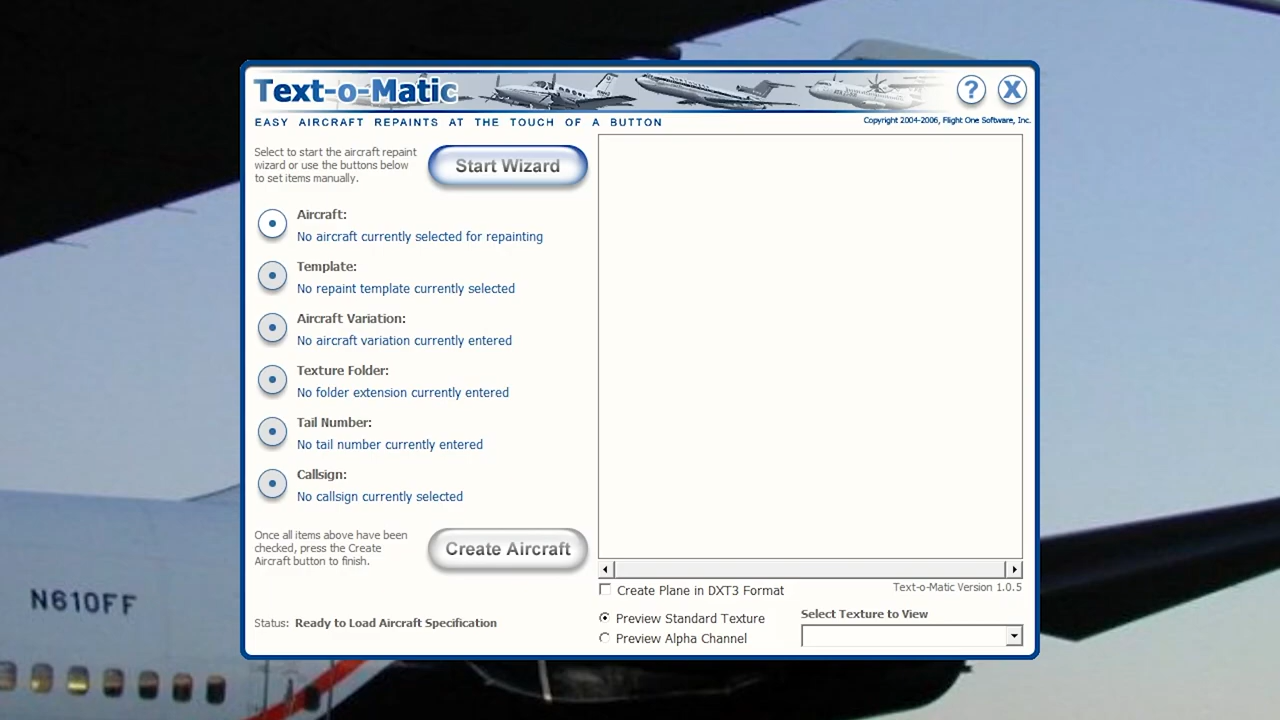 Text-o-Matic
? X
EASY AIRCRAFT REPAINTS AT THE TOUCH OF A BUTTON
Copyright 2004-2006, Flight One Software, Inc.
Select to start the aircraft repaint
wizard or use the buttons below
to set items manually.
Start Wizard
Aircraft:
No aircraft currently selected for repainting
Template:
No repaint template currently selected
Aircraft Variation:
No aircraft variation currently entered
Texture Folder:
No folder extension currently entered
Tail Number:
No tail number currently entered
Callsign:
No callsign currently selected
Once all items above have been
checked, press the Create
Aircraft button to finish.
Create Aircraft
Status: Ready to Load Aircraft Specification
Create Plane in DXT3 Format
Text-o-Matic Version 1.0.5
Preview Standard Texture
Preview Alpha Channel
Select Texture to View
N610FF